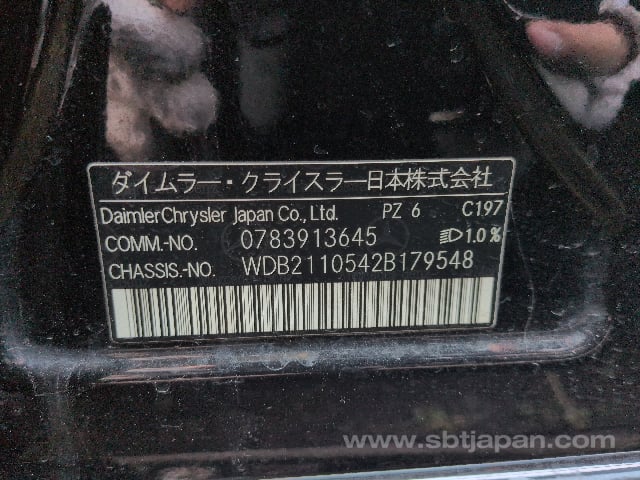 ダイムラー・クライスラー日本株式会社
DaimlerChrysler Japan Co., Ltd. PZ 6 C197
COMM.-NO. 0783913645 1.0%
CHASSIS.-NO. WDB2110542B179548
www.sbtjapan.com